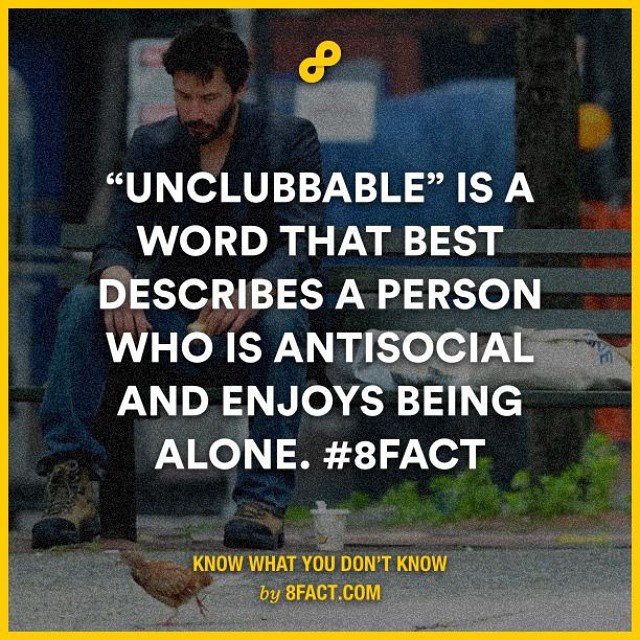 “UNCLUBBABLE” IS A
WORD THAT BEST
DESCRIBES A PERSON
WHO IS ANTISOCIAL
AND ENJOYS BEING
ALONE. #8FACT
KNOW WHAT YOU DON’T KNOW
by 8FACT.COM